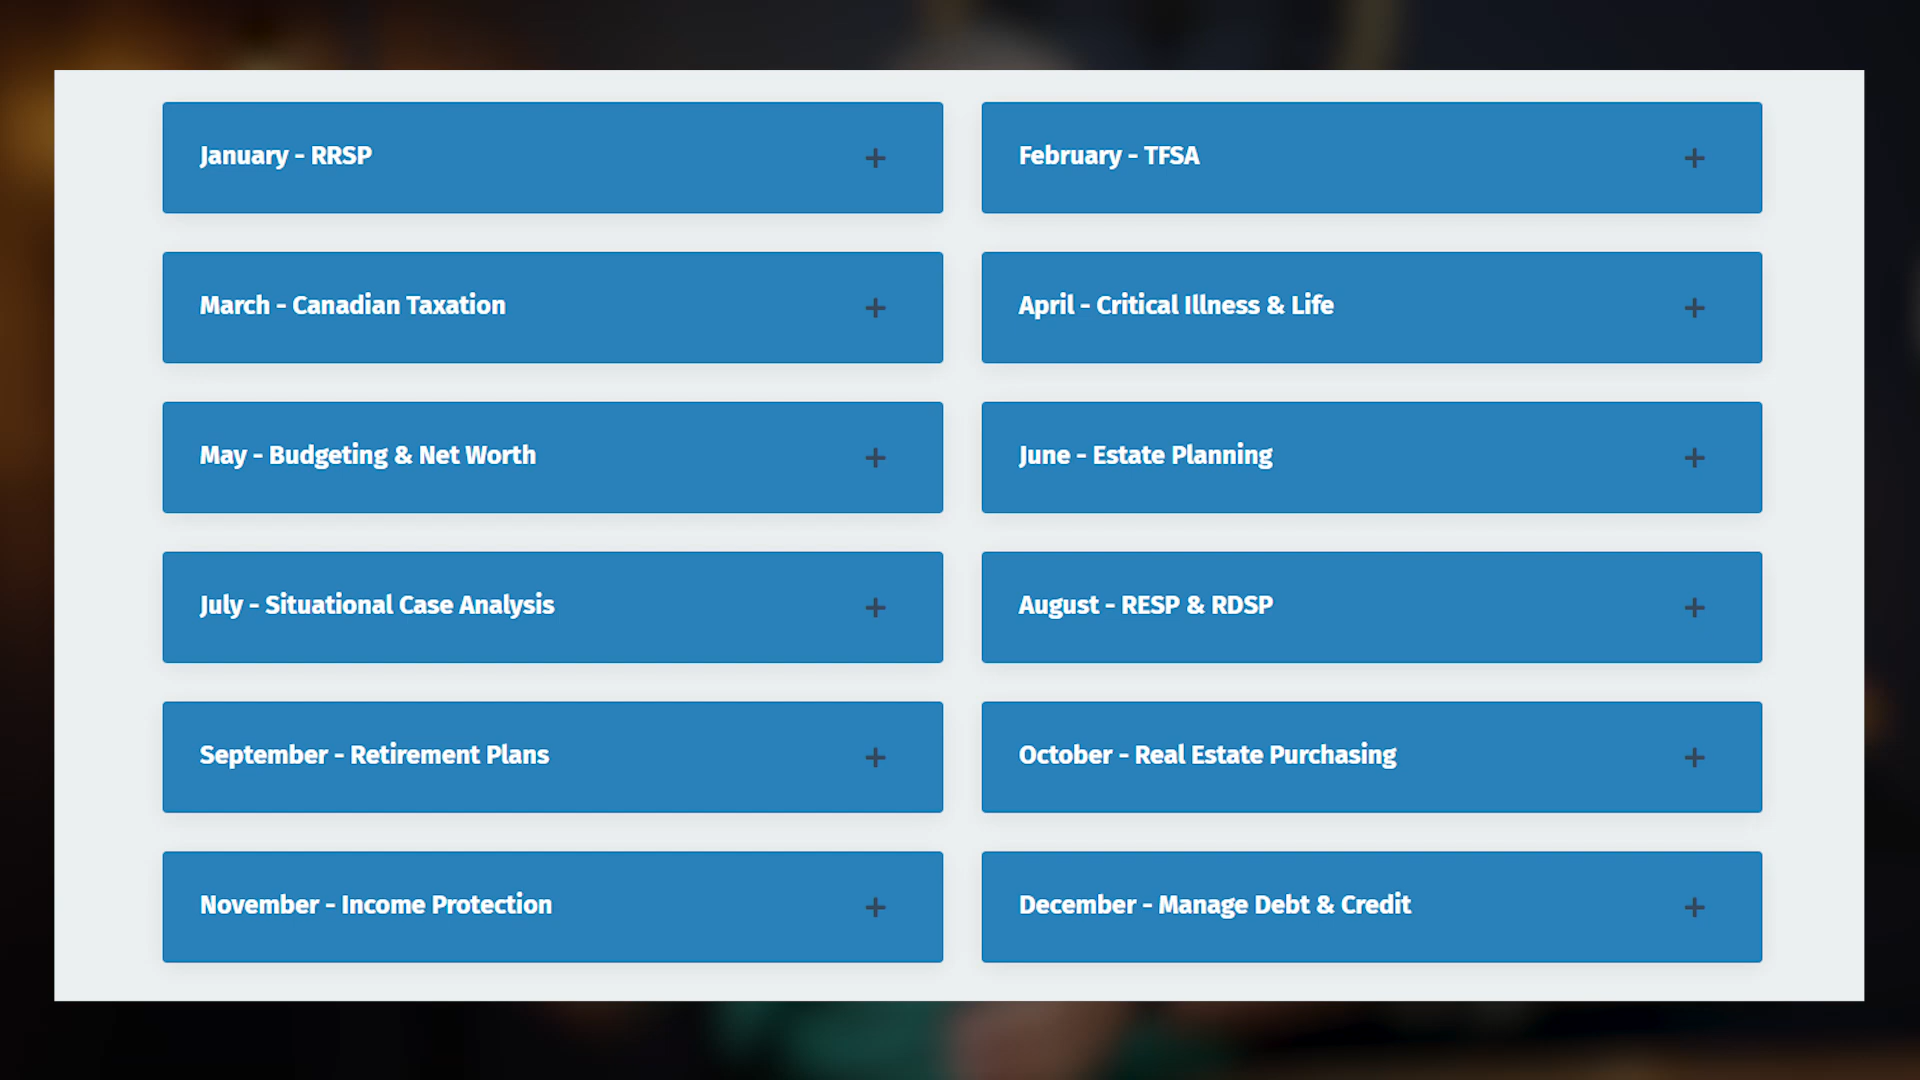 January - RRSP
February - TFSA
March - Canadian Taxation
April - Critical Illness & Life
May - Budgeting & Net Worth
June - Estate Planning
July - Situational Case Analysis
August - RESP & RDSP
September - Retirement Plans
October - Real Estate Purchasing
November - Income Protection
December - Manage Debt & Credit